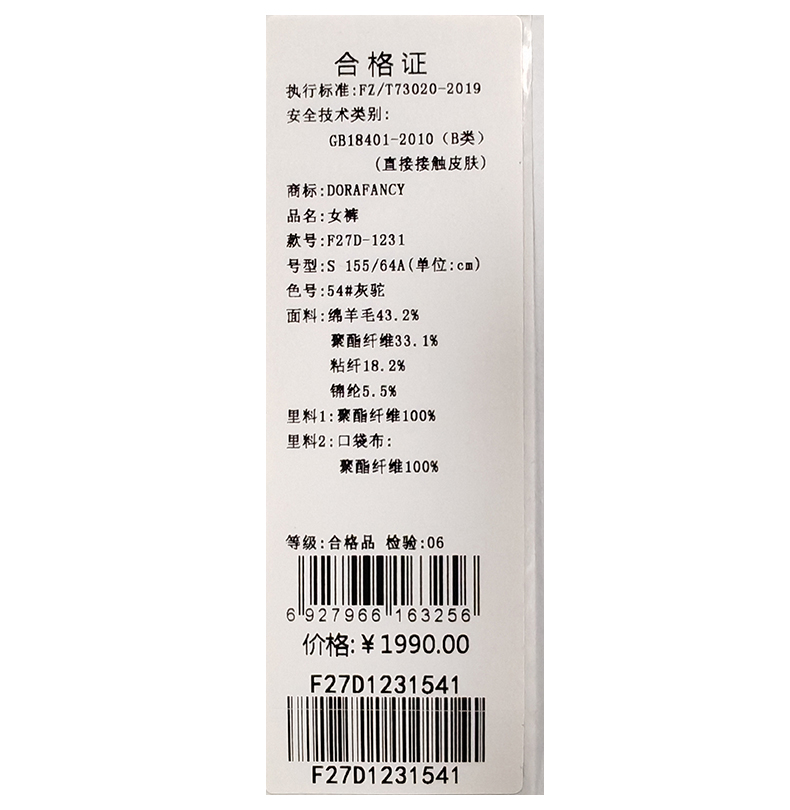 合格证
执行标准:FZ/T73020-2019
安全技术类别:
GB18401-2010（B类）
(直接接触皮肤)
商标:DORAFANCY
品名:女裤
款号:F27D-1231
号型:S 155/64A(单位:cm)
色号:54#灰驼
面料:绵羊毛43.2%
聚酯纤维33.1%
粘纤18.2%
锦纶5.5%
里料1:聚酯纤维100%
里料2:口袋布:
聚酯纤维100%
等级:合格品 检验:06
6 927966 163256
价格:¥1990.00
F27D1231541
F27D1231541